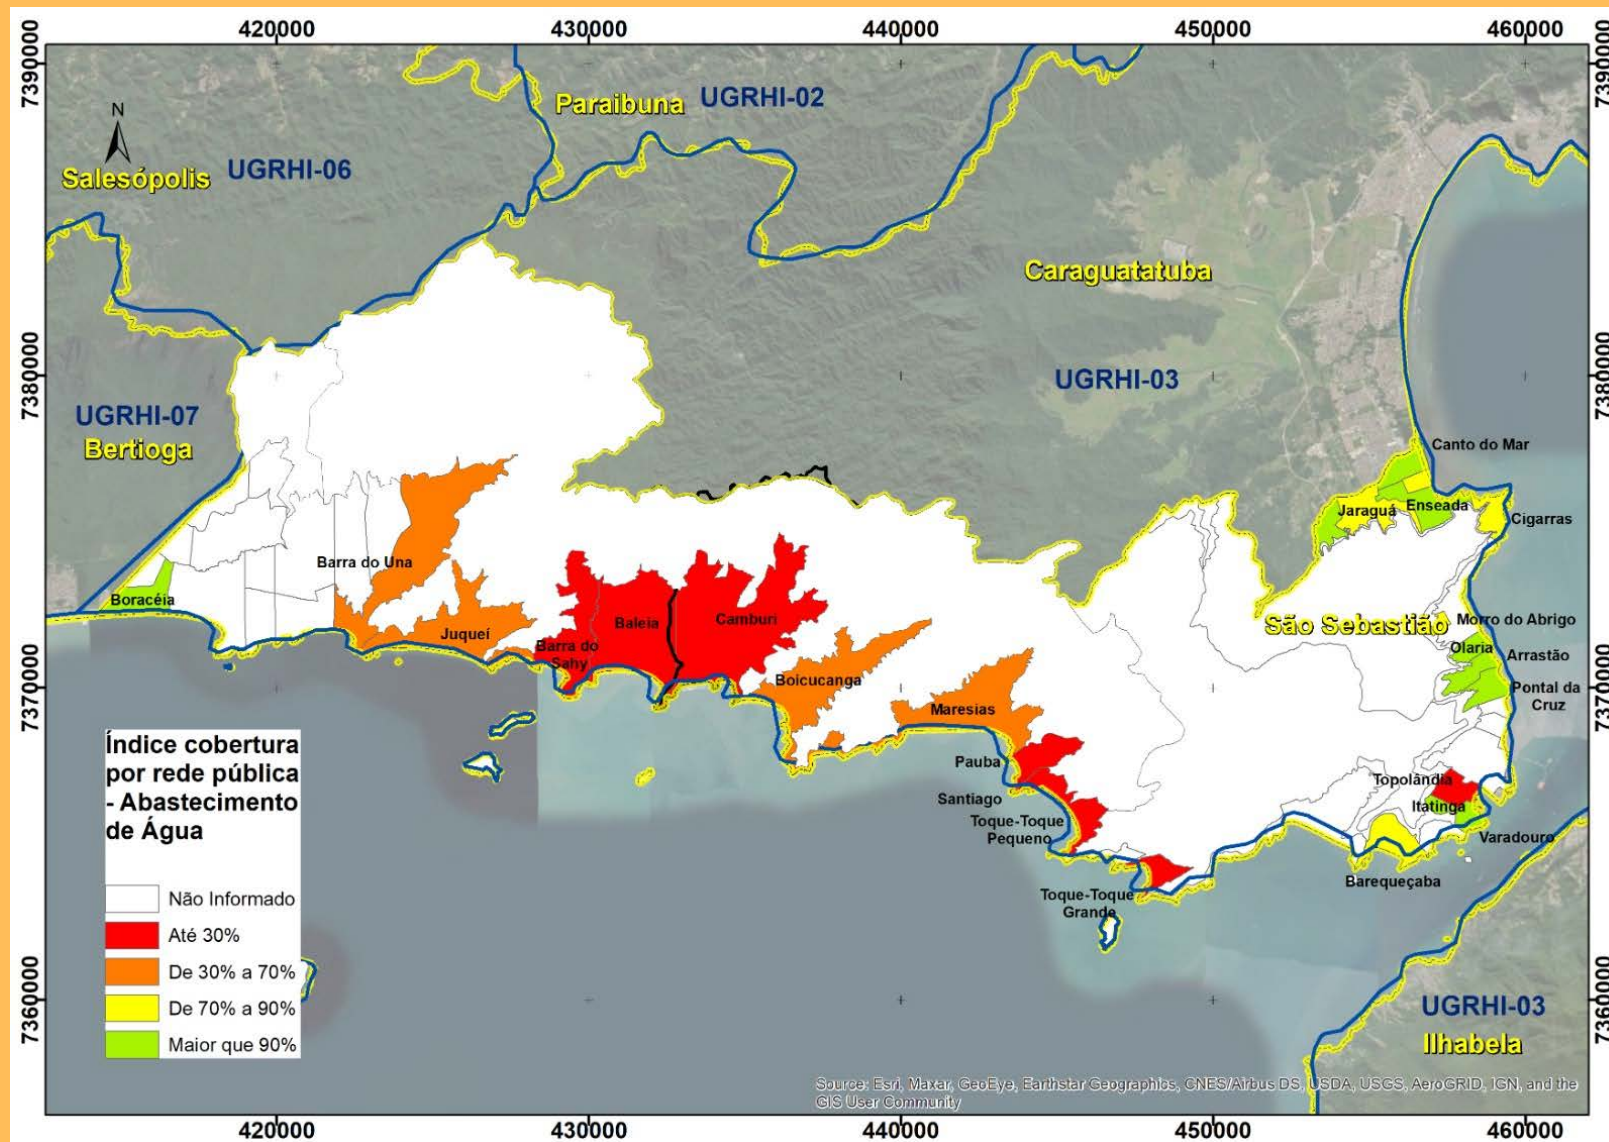 420000
430000
440000
450000
460000
7390000
7390000
N
Paraibuna
UGRHI-02
Salesópolis
UGRHI-06
Caraguatatuba
7380000
UGRHI-03
7380000
UGRHI-07
Bertioga
Canto do Mar
Jaraguá
Enseada
Cigarras
Barra do Una
Boracéia
Juqueí
Barra do
Sahy
Baleia
Camburi
São Sebastião
Morro do Abrigo
Olaria
Arrastão
Boicucanga
Pontal da
Cruz
7370000
7370000
Maresias
Pauba
Santiago
Toque-Toque
Pequeno
Topolândia
Itatinga
Varadouro
Barequeçaba
Toque-Toque
Grande
Índice cobertura
por rede pública
- Abastecimento
de Água
Não Informado
Até 30%
De 30% a 70%
De 70% a 90%
Maior que 90%
7360000
7360000
UGRHI-03
Ilhabela
Source: Esri, Maxar, GeoEye, Earthstar Geographics, CNES/Airbus DS, USDA, USGS, AeroGRID, IGN, and the
GIS User Community
420000
430000
440000
450000
460000